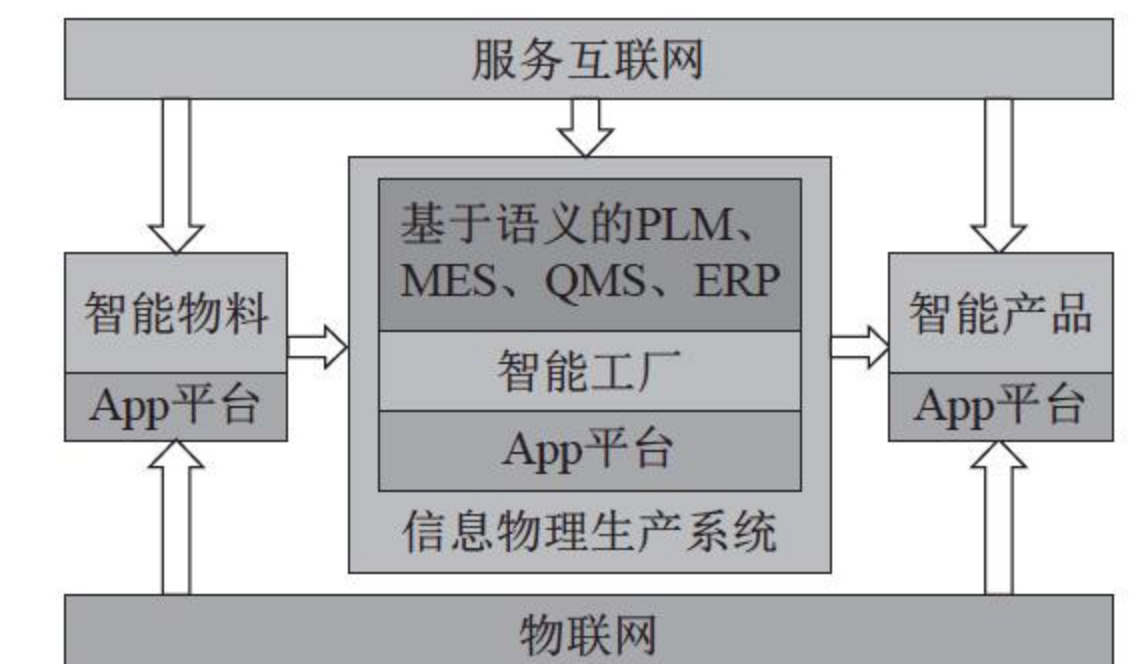 服务互联网
基于语义的PLM、
MES、QMS、ERP
智能物料
App平台
智能工厂
App平台
信息物理生产系统
智能产品
App平台
物联网